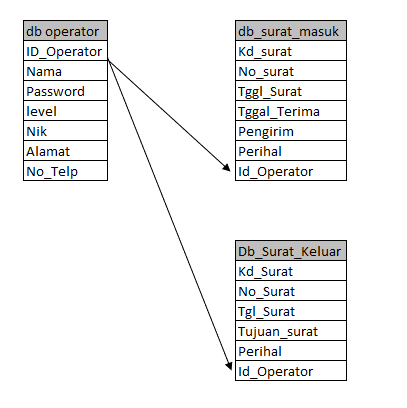 db operator
ID_Operator
Nama
Password
level
Nik
Alamat
No_Telp
db_surat_masuk
Kd_surat
No_surat
Tggl_Surat
Tggal_Terima
Pengirim
Perihal
Id_Operator
Db_Surat_Keluar
Kd_Surat
No_Surat
Tgl_Surat
Tujuan_surat
Perihal
Id_Operator